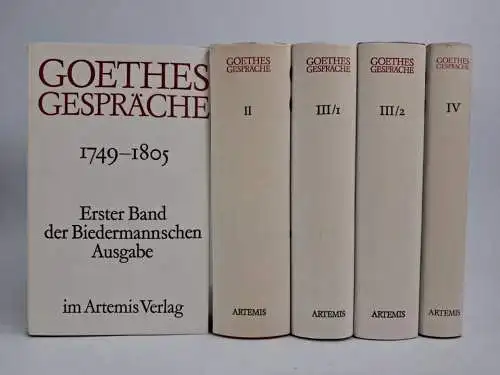 GOETHES
GESPRÄCHE
1749–1805
Erster Band
der Biedermannschen
Ausgabe
im Artemis Verlag
GOETHES
GESPRÄCHE
II
ARTEMIS
GOETHES
GESPRÄCHE
III/1
ARTEMIS
GOETHES
GESPRÄCHE
III/2
ARTEMIS
GOETHES
GESPRÄCHE
IV
ARTEMIS